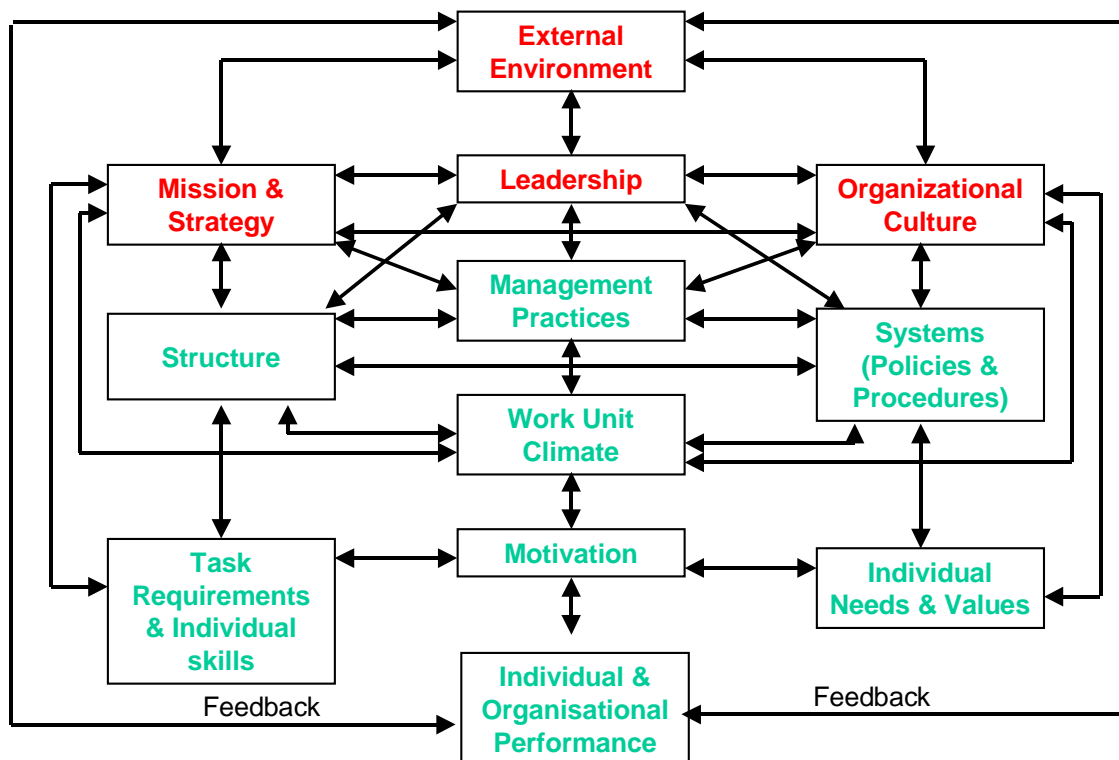 External
Environment
Mission &
Strategy
Leadership
Organizational
Culture
Management
Practices
Structure
Systems
(Policies &
Procedures)
Work Unit
Climate
Task
Requirements
& Individual
skills
Motivation
Individual
Needs & Values
Feedback
Individual &
Organisational
Performance
Feedback